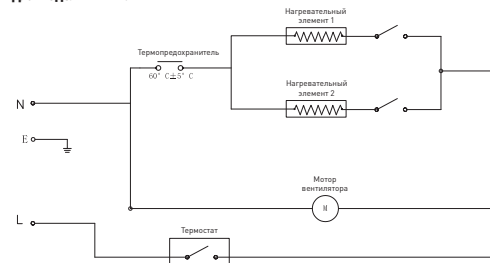 Нагревательный
элемент 1
Термопредохранитель
60° C±5° C
Нагревательный
элемент 2
N
E
Мотор
вентилятора
M
L
Термостат